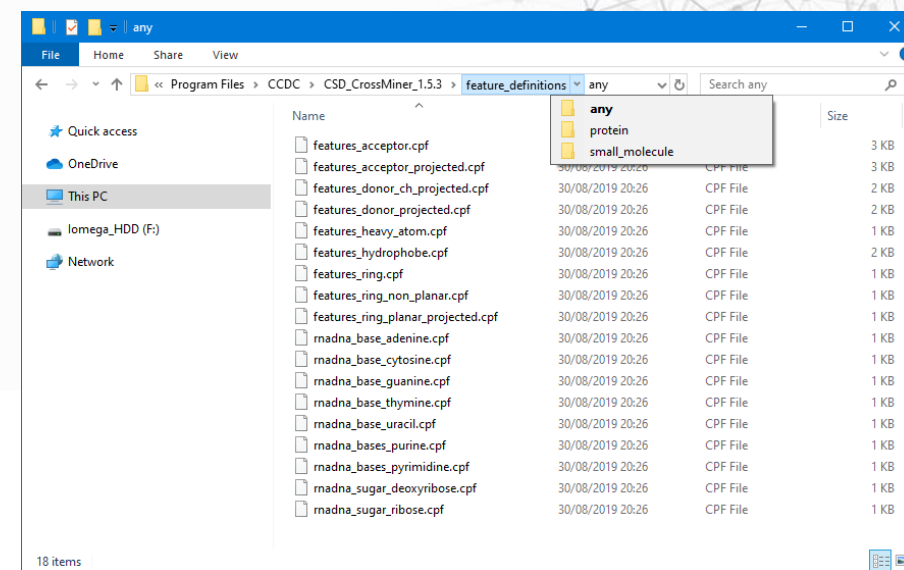 any
File Home Share View
« Program Files > CCDC > CSD_CrossMiner_1.5.3 > feature_definitions any Search any
Name Size
any
protein
small_molecule
Quick access
OneDrive
This PC
Iomega_HDD (F:)
Network
features_acceptor.cpf 3 KB
features_acceptor_projected.cpf 30/08/2019 20:26 CPF File 3 KB
features_donor_ch_projected.cpf 30/08/2019 20:26 CPF File 2 KB
features_donor_projected.cpf 30/08/2019 20:26 CPF File 2 KB
features_heavy_atom.cpf 30/08/2019 20:26 CPF File 1 KB
features_hydrophobe.cpf 30/08/2019 20:26 CPF File 2 KB
features_ring.cpf 30/08/2019 20:26 CPF File 1 KB
features_ring_non_planar.cpf 30/08/2019 20:26 CPF File 1 KB
features_ring_planar_projected.cpf 30/08/2019 20:26 CPF File 1 KB
rnadna_base_adenine.cpf 30/08/2019 20:26 CPF File 1 KB
rnadna_base_cytosine.cpf 30/08/2019 20:26 CPF File 1 KB
rnadna_base_guanine.cpf 30/08/2019 20:26 CPF File 1 KB
rnadna_base_thymine.cpf 30/08/2019 20:26 CPF File 1 KB
rnadna_base_uracil.cpf 30/08/2019 20:26 CPF File 1 KB
rnadna_bases_purine.cpf 30/08/2019 20:26 CPF File 1 KB
rnadna_bases_pyrimidine.cpf 30/08/2019 20:26 CPF File 1 KB
rnadna_sugar_deoxyribose.cpf 30/08/2019 20:26 CPF File 1 KB
rnadna_sugar_ribose.cpf 30/08/2019 20:26 CPF File 1 KB
18 items